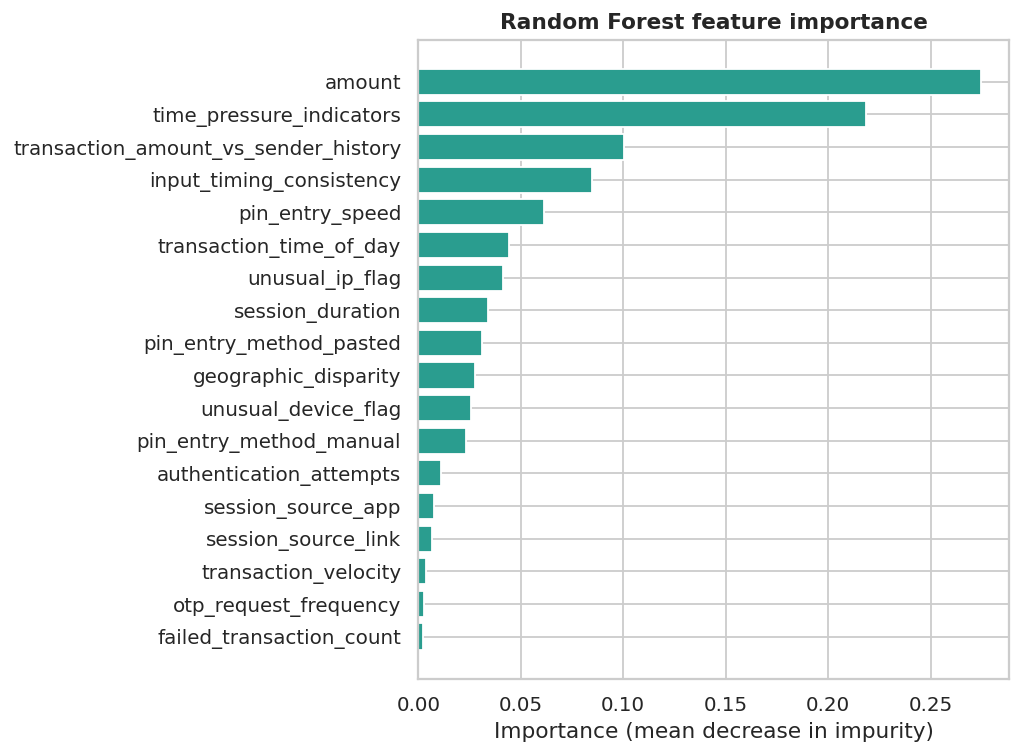 Random Forest feature importance
amount
time_pressure_indicators
transaction_amount_vs_sender_history
input_timing_consistency
pin_entry_speed
transaction_time_of_day
unusual_ip_flag
session_duration
pin_entry_method_pasted
geographic_disparity
unusual_device_flag
pin_entry_method_manual
authentication_attempts
session_source_app
session_source_link
transaction_velocity
otp_request_frequency
failed_transaction_count
0.00 0.05 0.10 0.15 0.20 0.25
Importance (mean decrease in impurity)